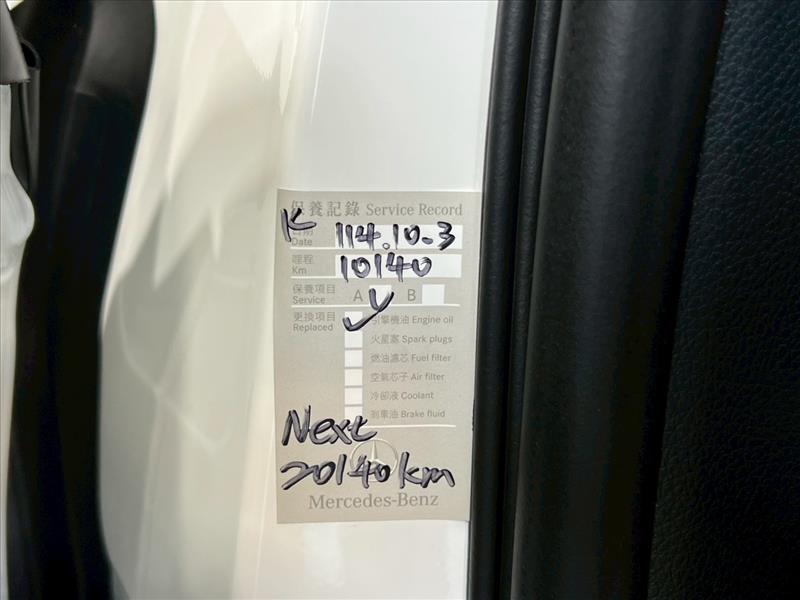 保養記錄 Service Record
K
日期 Date 114.10-3
哩程 Km 10140
保養項目 Service A ✓ B
更換項目 Replaced ✓ 引擎機油 Engine oil
火星塞 Spark plugs
燃油濾芯 Fuel filter
空氣芯子 Air filter
冷卻液 Coolant
剎車油 Brake fluid
Next
20140km
Mercedes-Benz